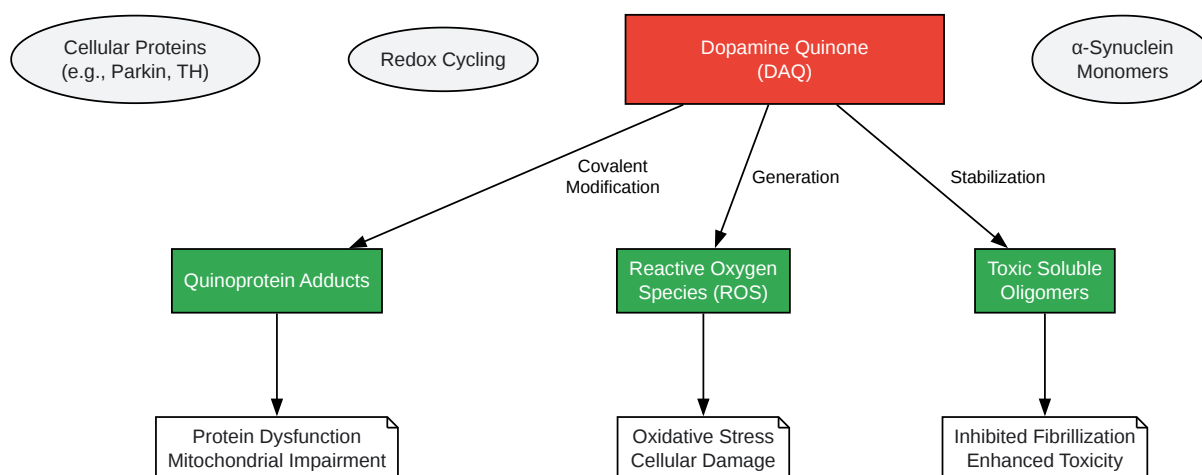 Cellular Proteins
(e.g., Parkin, TH)
Redox Cycling
Dopamine Quinone
(DAQ)
α-Synuclein
Monomers
Covalent
Modification
Generation
Stabilization
Quinoprotein Adducts
Reactive Oxygen
Species (ROS)
Toxic Soluble
Oligomers
Protein Dysfunction
Mitochondrial Impairment
Oxidative Stress
Cellular Damage
Inhibited Fibrillization
Enhanced Toxicity